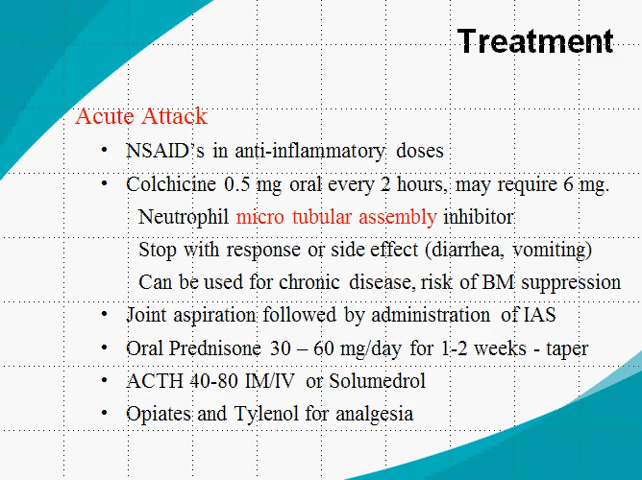 Treatment
Acute Attack
• NSAID's in anti-inflammatory doses
• Colchicine 0.5 mg oral every 2 hours, may require 6 mg.
Neutrophil micro tubular assembly inhibitor
Stop with response or side effect (diarrhea, vomiting)
Can be used for chronic disease, risk of BM suppression
• Joint aspiration followed by administration of IAS
• Oral Prednisone 30 – 60 mg/day for 1-2 weeks - taper
• ACTH 40-80 IM/IV or Solumedrol
• Opiates and Tylenol for analgesia